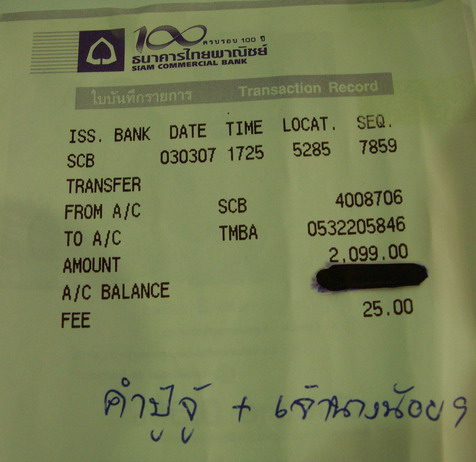 100 ครบรอบ 100 ปี
ธนาคารไทยพาณิชย์
SIAM COMMERCIAL BANK
ใบบันทึกรายการ Transaction Record
ISS. BANK DATE TIME LOCAT. SEQ.
SCB 030307 1725 5285 7859
TRANSFER
FROM A/C SCB 4008706
TO A/C TMBA 0532205846
AMOUNT 2,099.00
A/C BALANCE
FEE 25.00
คำปู้จู้ + เจ้านางน้อย ๆ